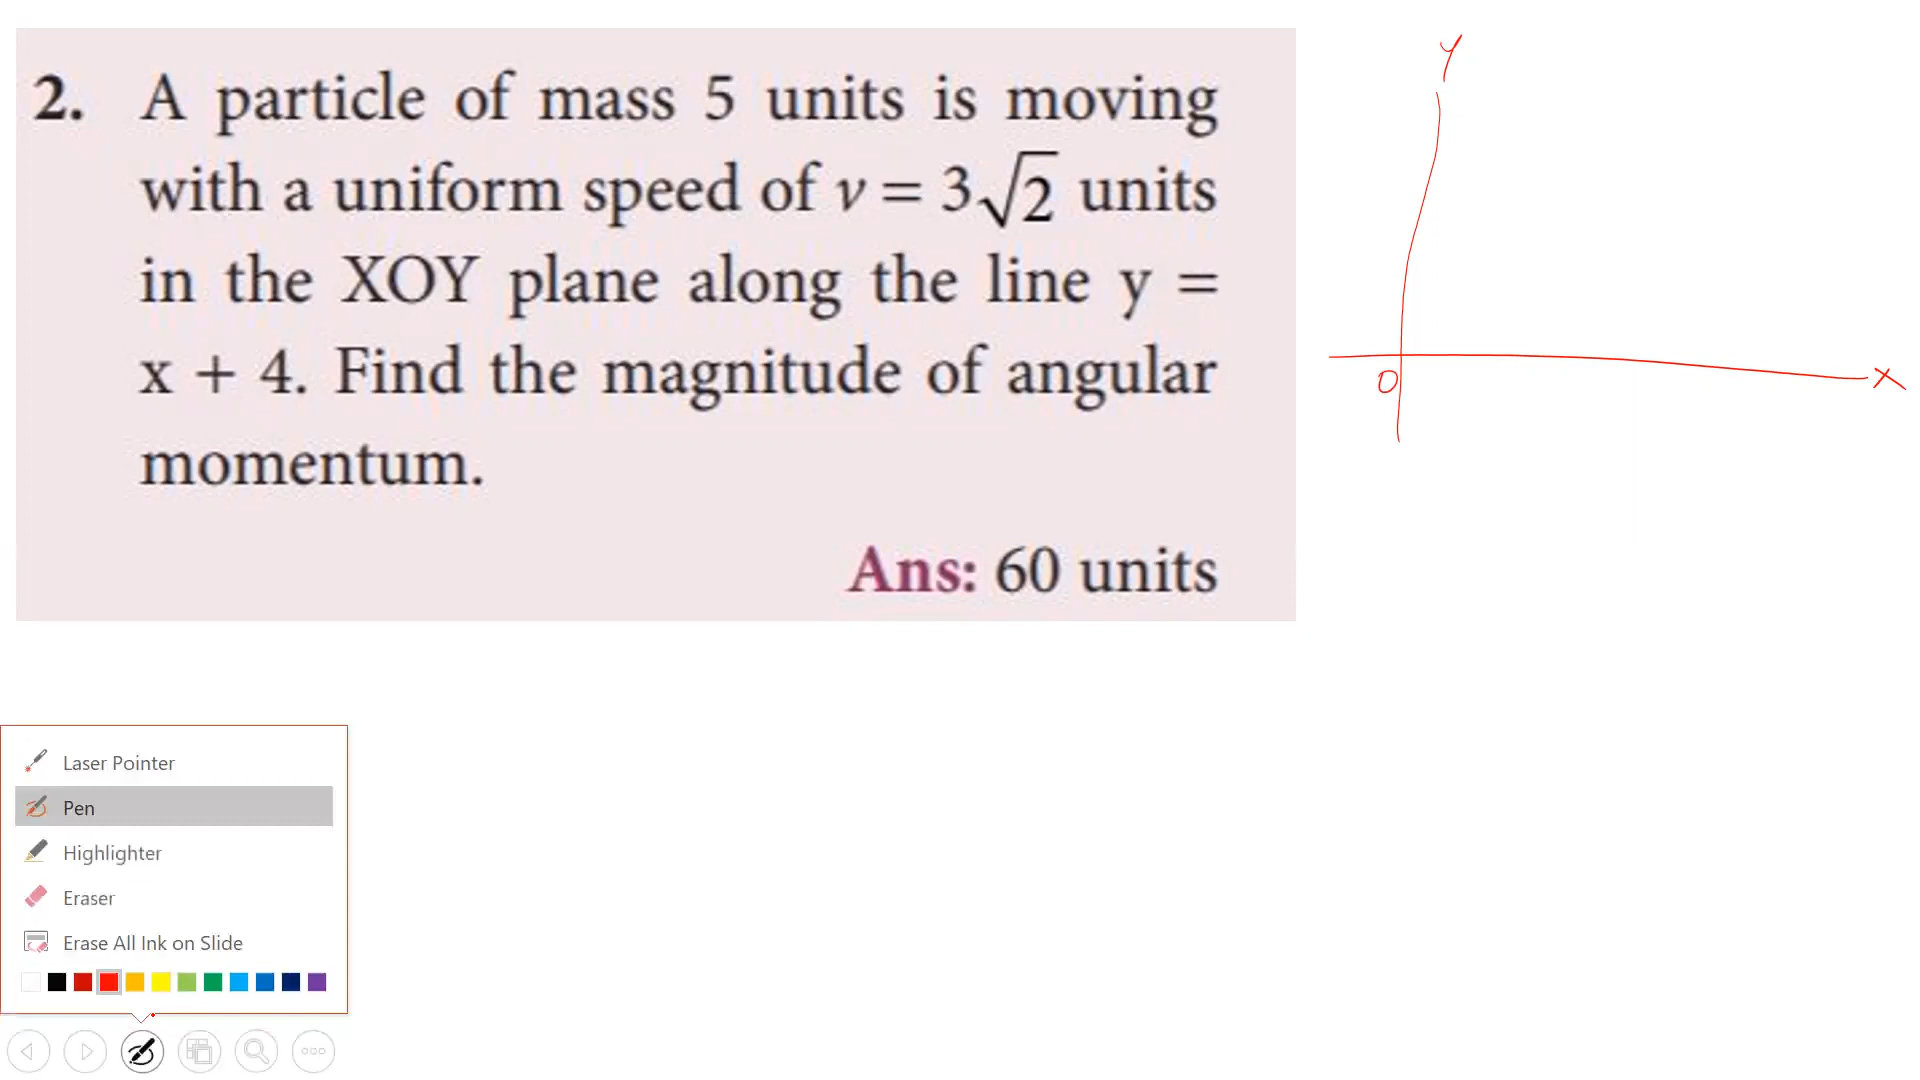 2. A particle of mass 5 units is moving
with a uniform speed of v = 3√2 units
in the XOY plane along the line y =
x + 4. Find the magnitude of angular
momentum.
Ans: 60 units
Y
O
X
Laser Pointer
Pen
Highlighter
Eraser
Erase All Ink on Slide